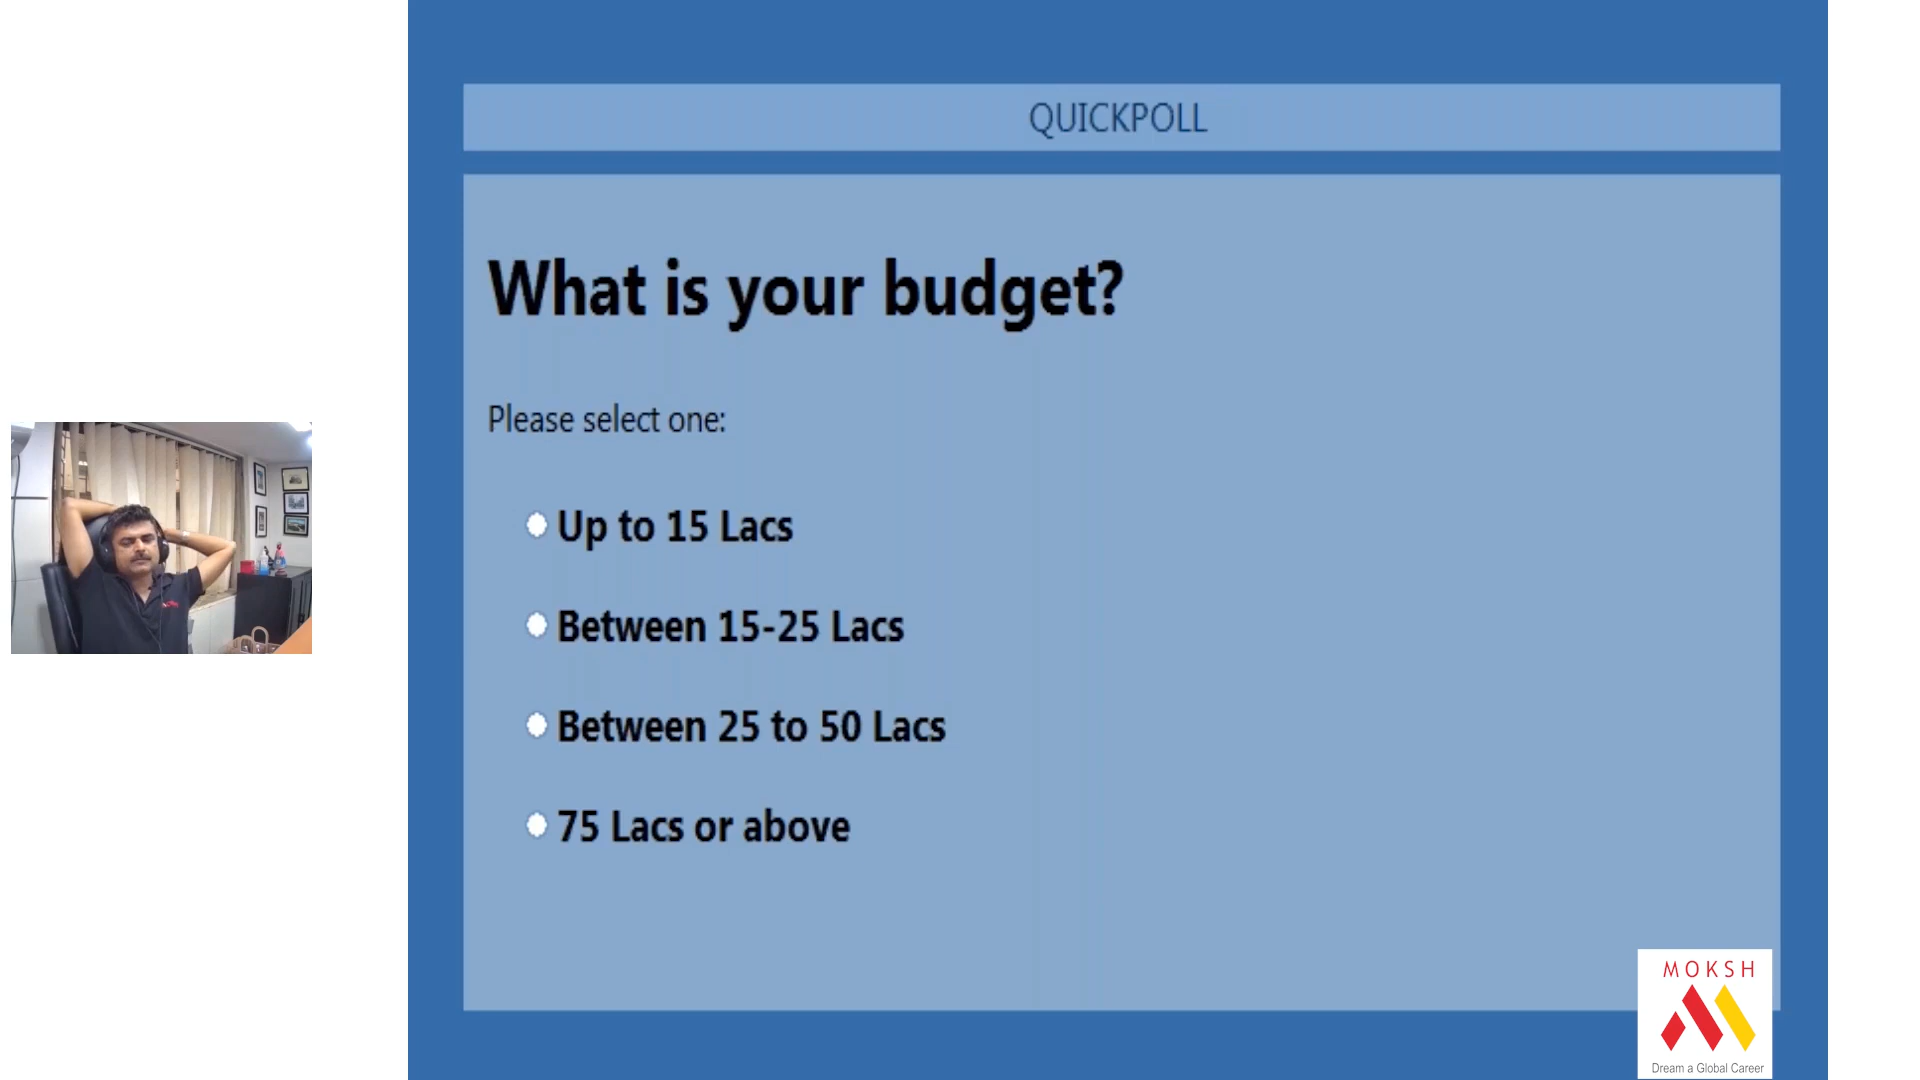 QUICKPOLL
What is your budget?
Please select one:
Up to 15 Lacs
Between 15-25 Lacs
Between 25 to 50 Lacs
75 Lacs or above
MOKSH
Dream a Global Career